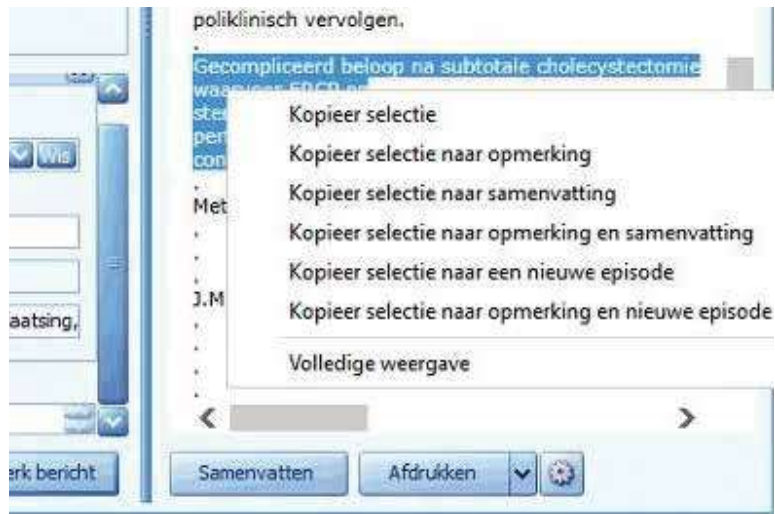 poliklinisch vervolgen.
.
Gecompliceerd beloop na subtotale cholecystectomie
Kopieer selectie
Kopieer selectie naar opmerking
Kopieer selectie naar samenvatting
Kopieer selectie naar opmerking en samenvatting
Kopieer selectie naar een nieuwe episode
Kopieer selectie naar opmerking en nieuwe episode
Volledige weergave
Wis
Met
J.M
aatsing,
erk bericht
Samenvatten
Afdrukken